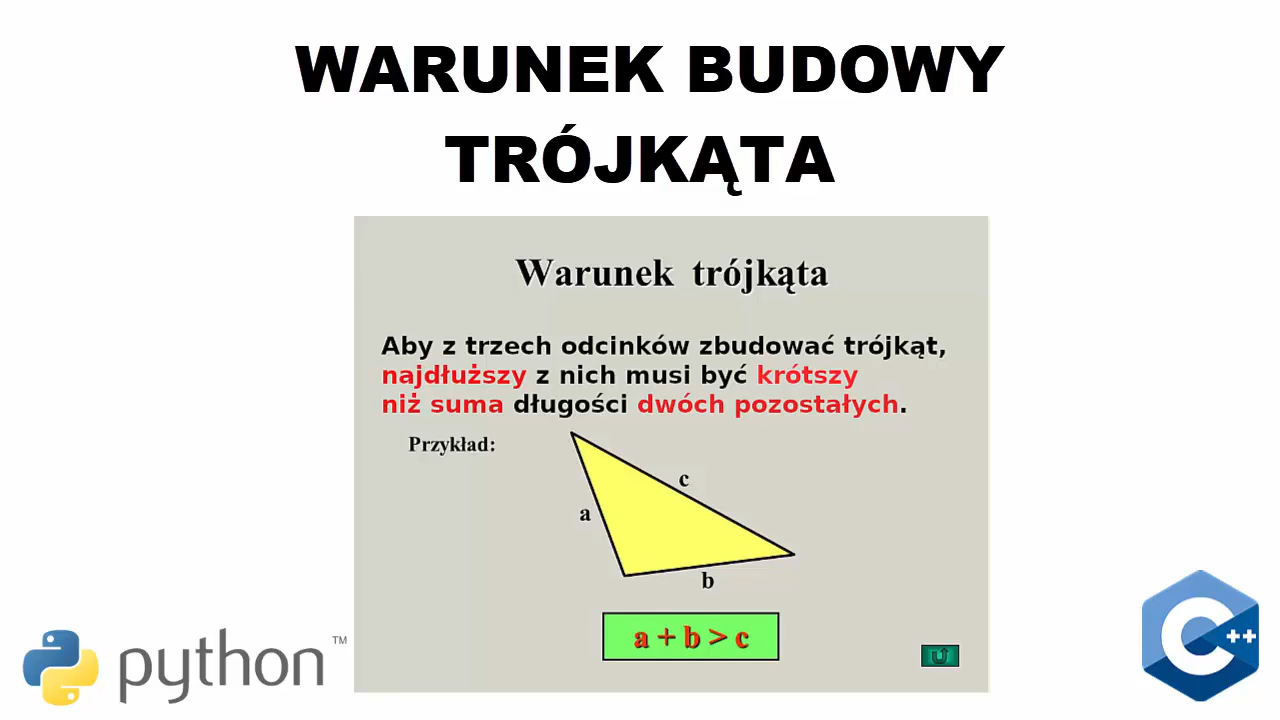 WARUNEK BUDOWY
TRÓJKĄTA
Warunek trójkąta
Aby z trzech odcinków zbudować trójkąt,
najdłuższy z nich musi być krótszy
niż suma długości dwóch pozostałych.
Przykład:
c
a
b
a + b > c
python™
C++